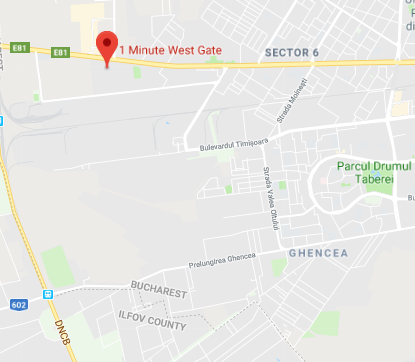 E81
E81
1 Minute West Gate
SECTOR 6
Strada Moinești
Bulevardul Timișoara
Parcul Drumul
Taberei
Strada Valea Oltului
Prelungirea Ghencea
GHENCEA
BUCHAREST
ILFOV COUNTY
602
DNCB